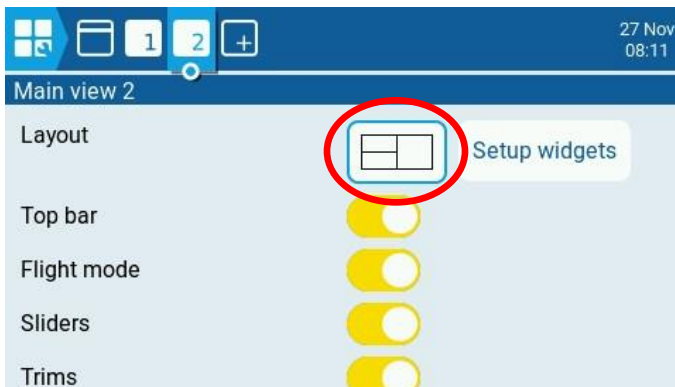 1 2 + 27 Nov
08:11
Main view 2
Layout Setup widgets
Top bar
Flight mode
Sliders
Trims